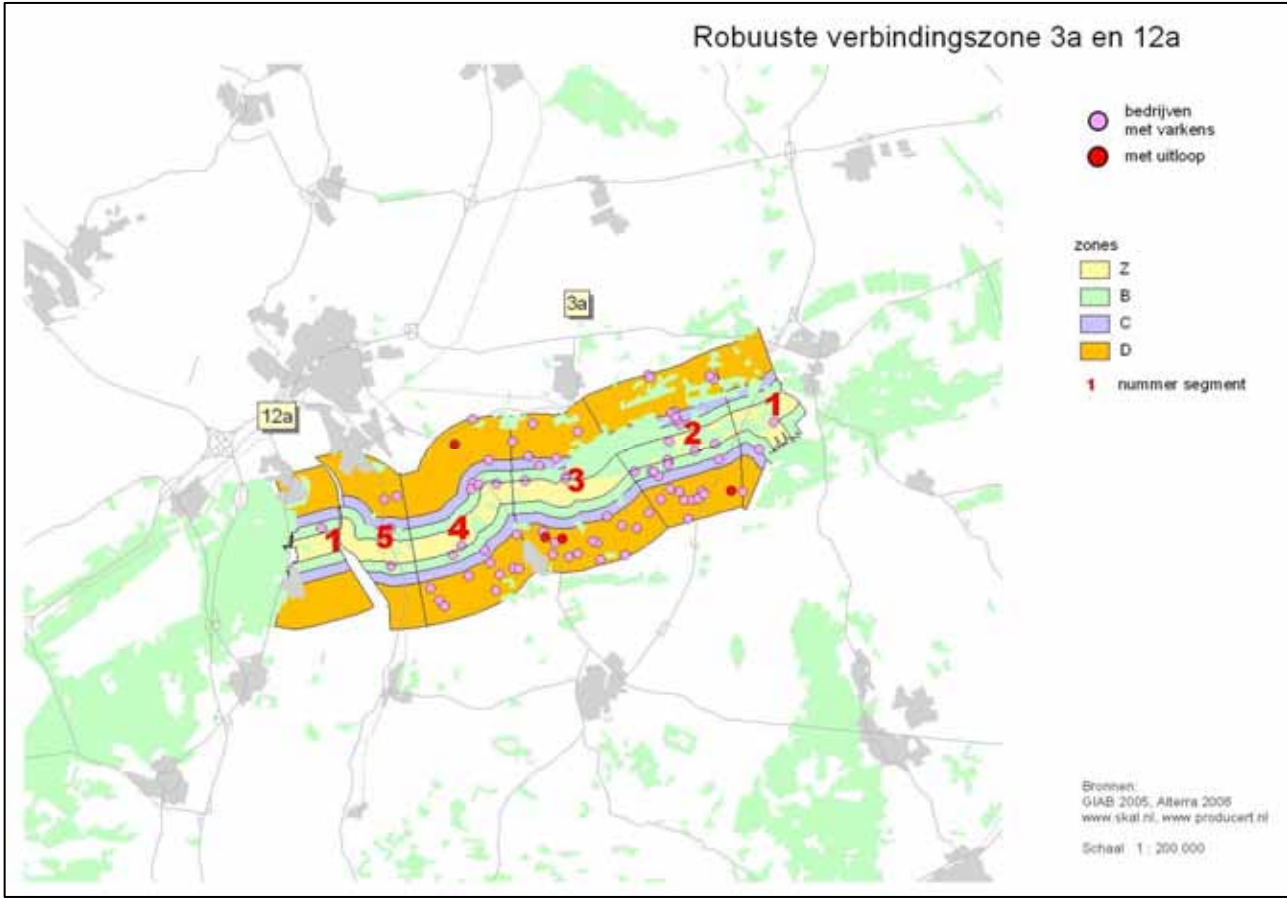 Robuuste verbindingszone 3a en 12a
bedrijven
met varkens
met uitloop
zones
Z
B
C
D
1 nummer segment
3a
12a
1
2
3
4
5
1
Bronnen:
GIAB 2005, Alterra 2006
www.skal.nl, www.producert.nl
Schaal 1 : 200 000